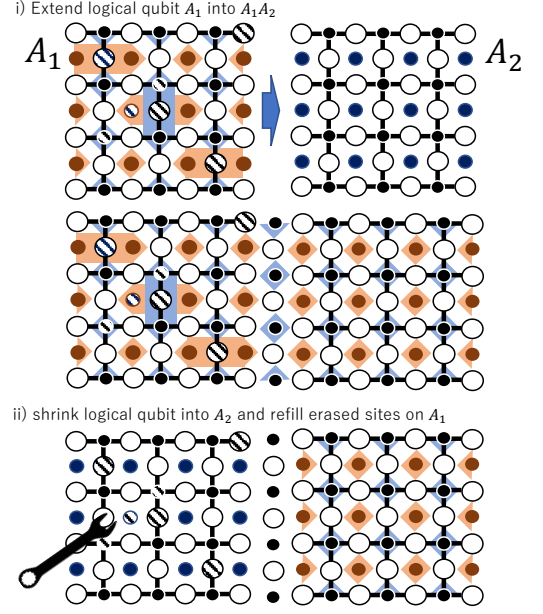 i) Extend logical qubit A₁ into A₁A₂
A₁
A₂
ii) shrink logical qubit into A₂ and refill erased sites on A₁